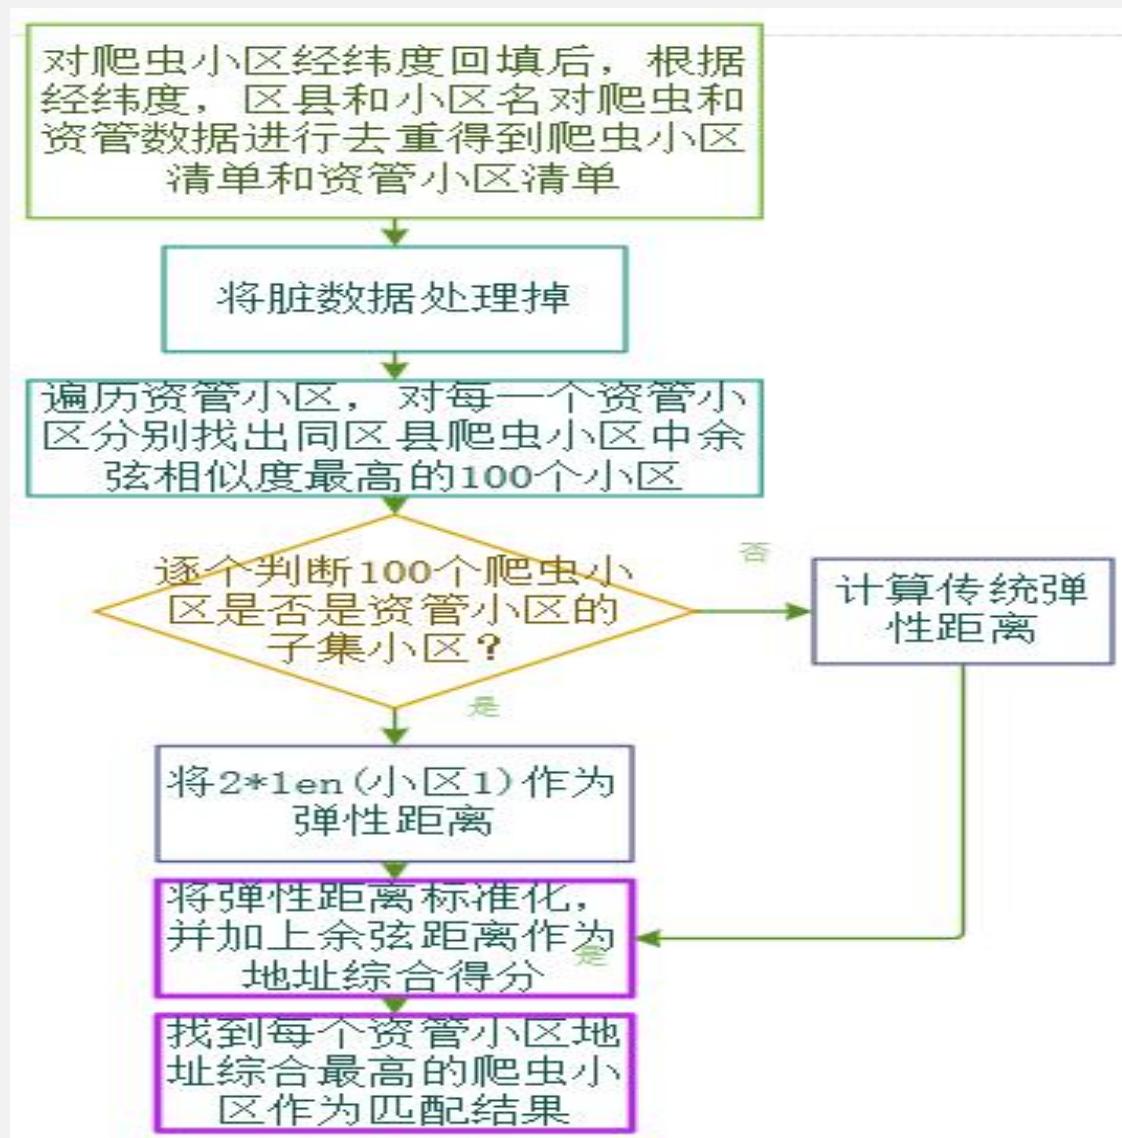 对爬虫小区经纬度回填后，根据
经纬度，区县和小区名对爬虫和
资管数据进行去重得到爬虫小区
清单和资管小区清单
将脏数据处理掉
遍历资管小区，对每一个资管小
区分别找出同区县爬虫小区中余
弦相似度最高的100个小区
逐个判断100个爬虫小
区是否是资管小区的
子集小区？
否
计算传统弹
性距离
是
将2*len(小区1)作为
弹性距离
将弹性距离标准化，
并加上余弦距离作为
地址综合得分
是
找到每个资管小区地
址综合最高的爬虫小
区作为匹配结果